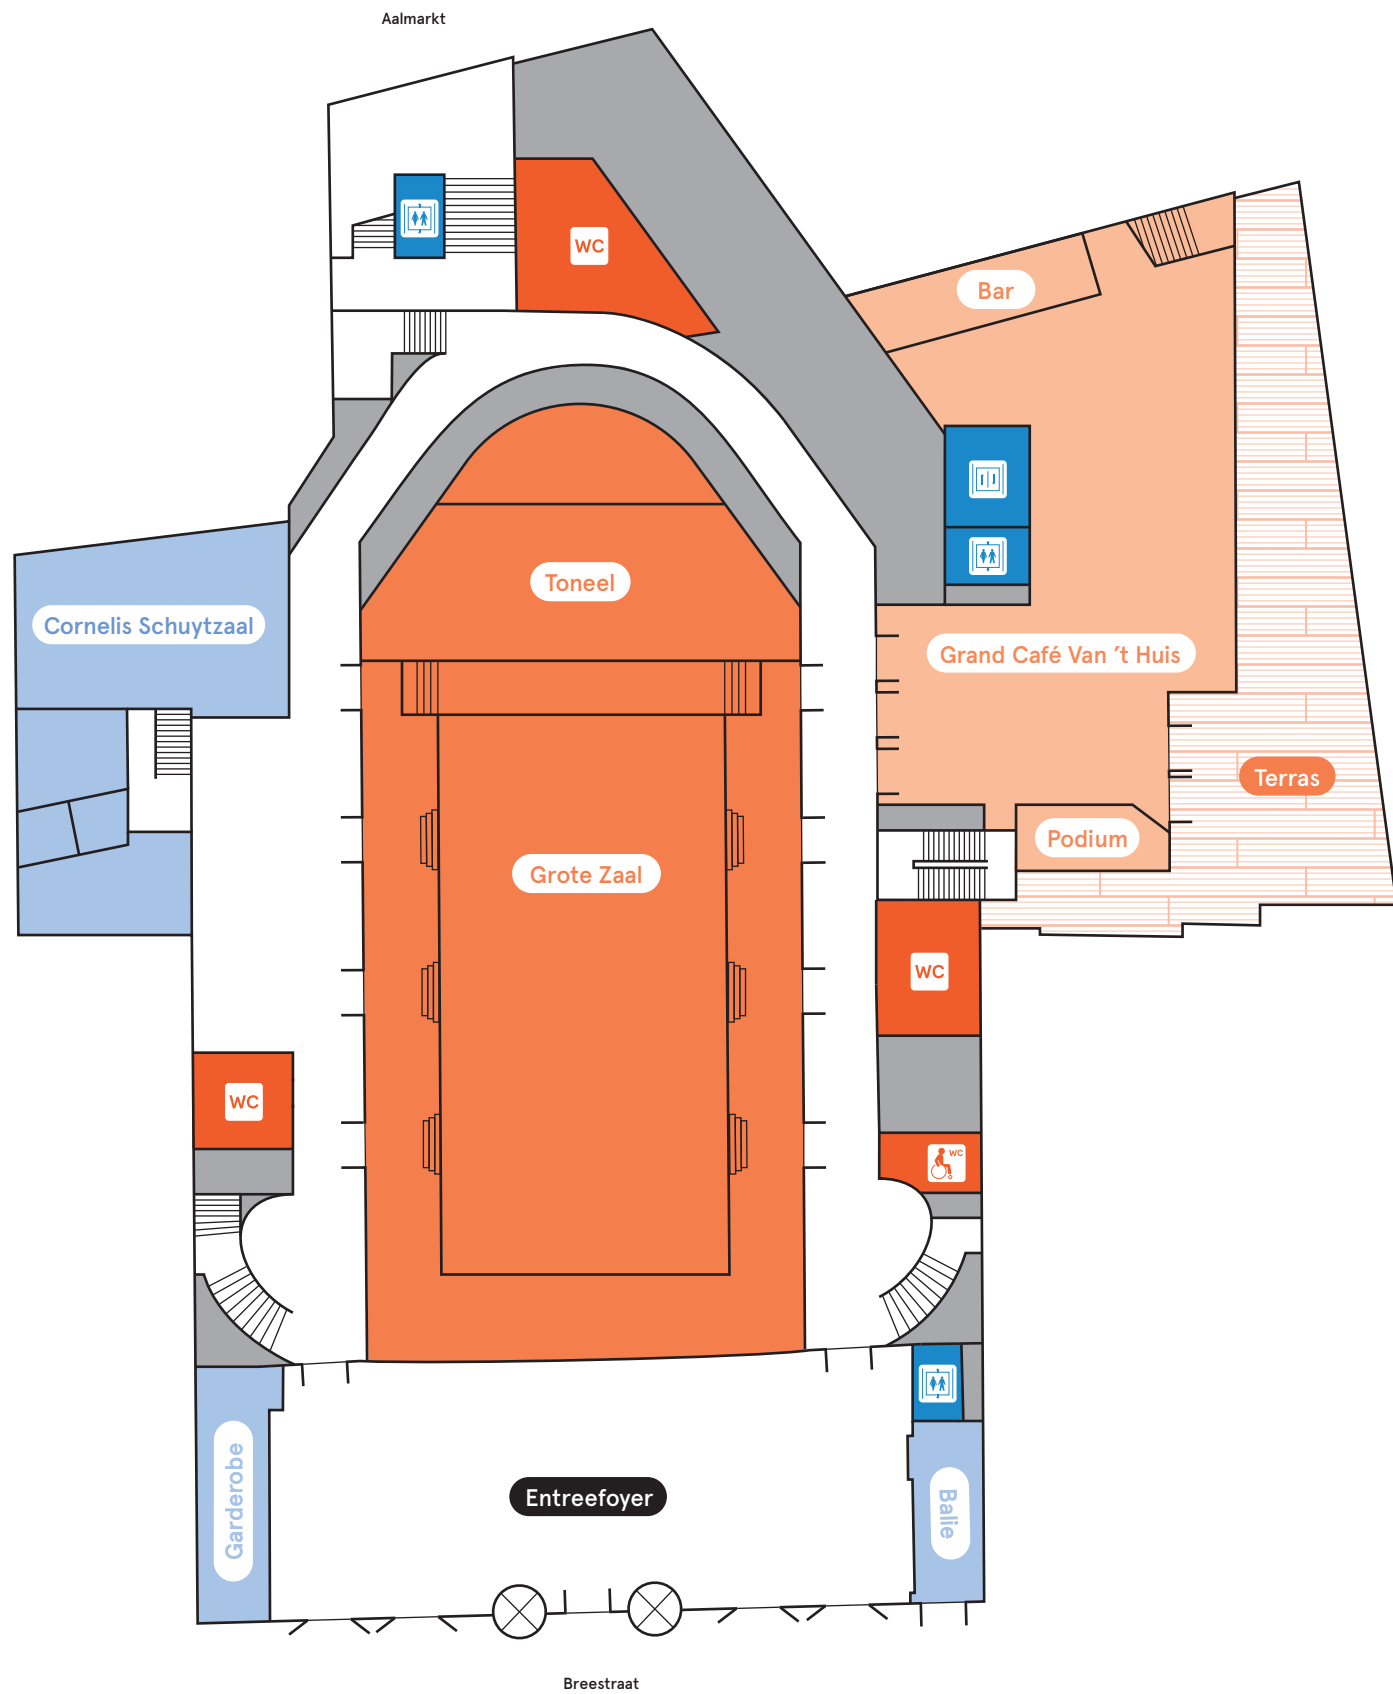 Aalmarkt
WC
Bar
Toneel
Cornelis Schuytzaal
Grand Café Van ’t Huis
Terras
Podium
Grote Zaal
WC
WC
WC
Garderobe
Entreefoyer
Balie
Breestraat